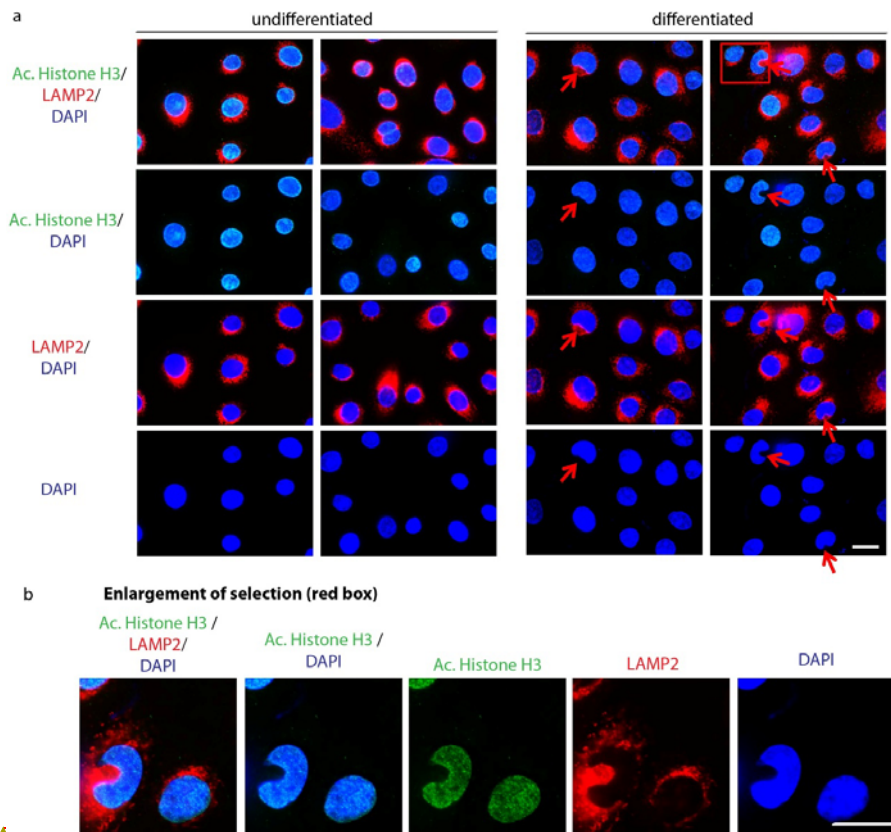 a
undifferentiated
differentiated
Ac. Histone H3/
LAMP2/
DAPI
Ac. Histone H3/
DAPI
LAMP2/
DAPI
DAPI
b
Enlargement of selection (red box)
Ac. Histone H3 /
LAMP2/
DAPI
Ac. Histone H3 /
DAPI
Ac. Histone H3
LAMP2
DAPI